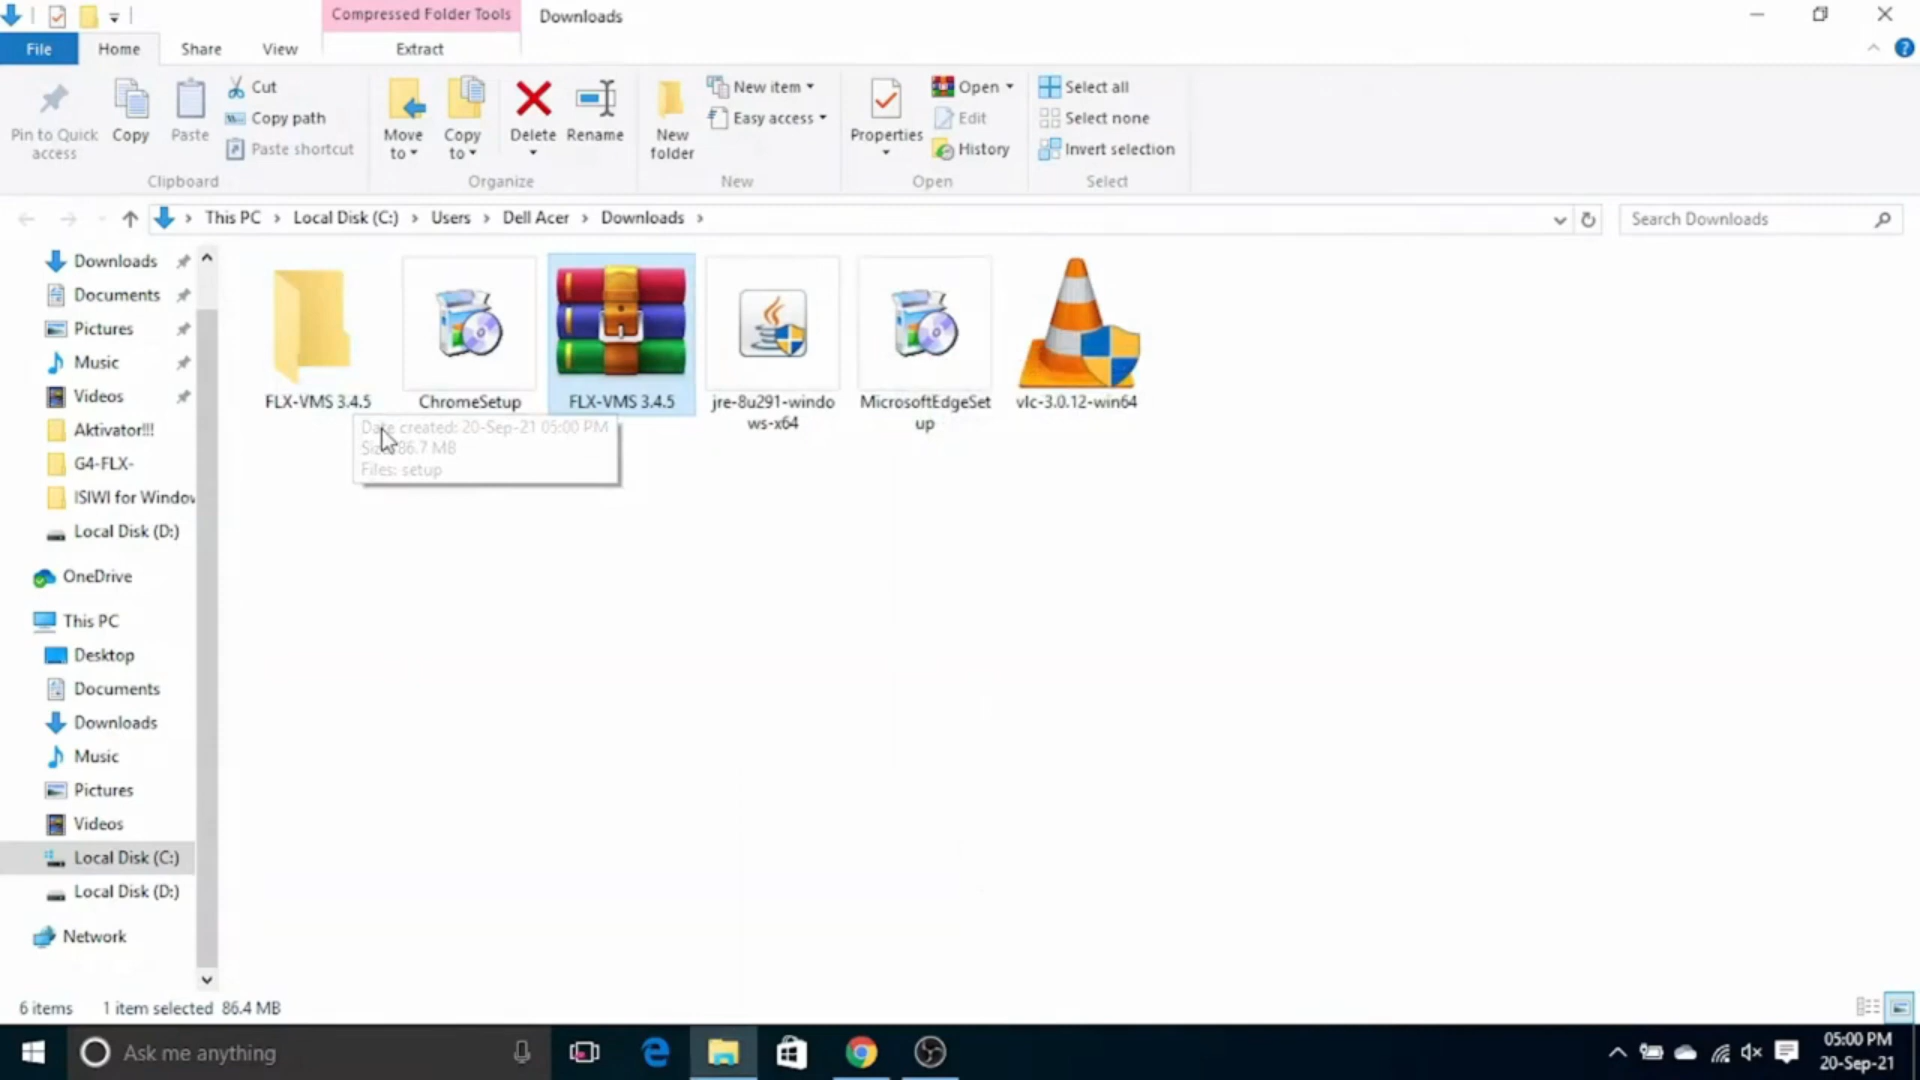 Compressed Folder Tools
Downloads
File
Home
Share
View
Extract
Pin to Quick
access
Copy
Paste
Cut
Copy path
Paste shortcut
Clipboard
Move
to
Copy
to
Delete
Rename
Organize
New
folder
New item
Easy access
New
Properties
Open
Edit
History
Open
Select all
Select none
Invert selection
Select
This PC > Local Disk (C:) > Users > Dell Acer > Downloads >
Search Downloads
Downloads
Documents
Pictures
Music
Videos
Aktivator!!!
G4-FLX-
ISIWI for Window
Local Disk (D:)
OneDrive
This PC
Desktop
Documents
Downloads
Music
Pictures
Videos
Local Disk (C:)
Local Disk (D:)
Network
FLX-VMS 3.4.5
ChromeSetup
FLX-VMS 3.4.5
jre-8u291-windo
ws-x64
MicrosoftEdgeSet
up
vlc-3.0.12-win64
Date created: 20-Sep-21 05:00 PM
Size: 86.7 MB
Files: setup
6 items
1 item selected 86.4 MB
Ask me anything
05:00 PM
20-Sep-21